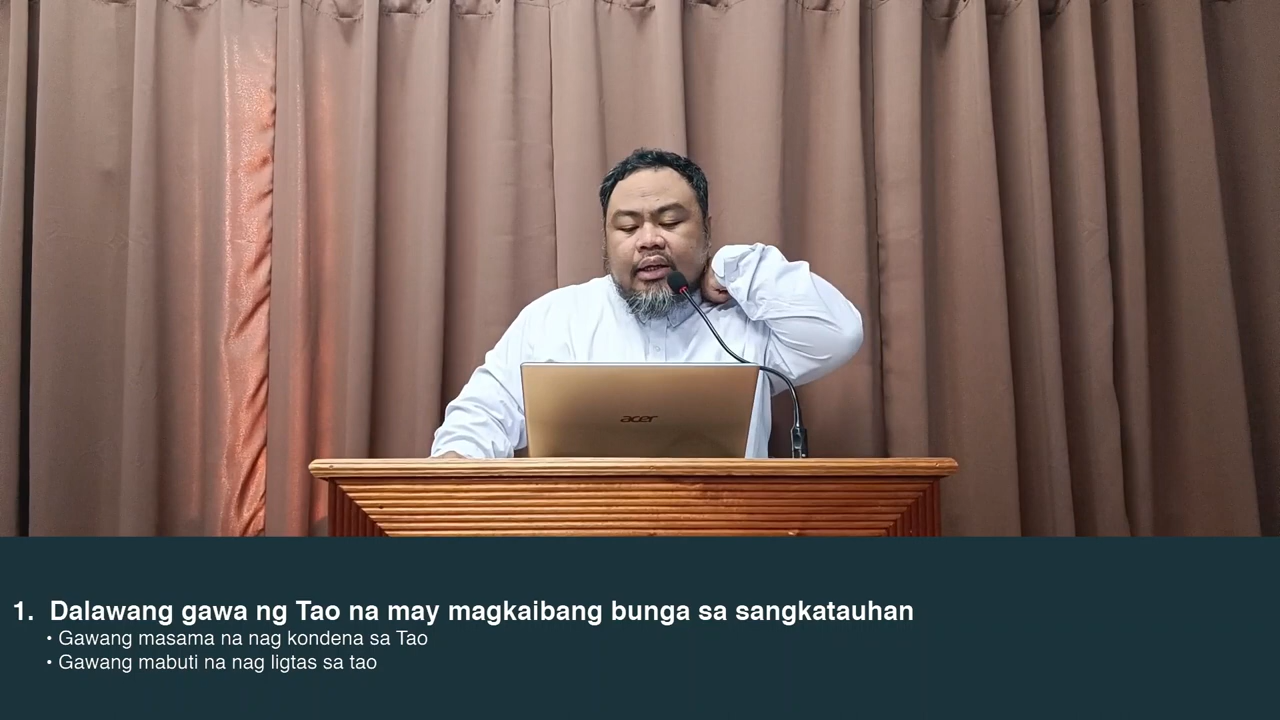 acer
1. Dalawang gawa ng Tao na may magkaibang bunga sa sangkatauhan
• Gawang masama na nag kondena sa Tao
• Gawang mabuti na nag ligtas sa tao